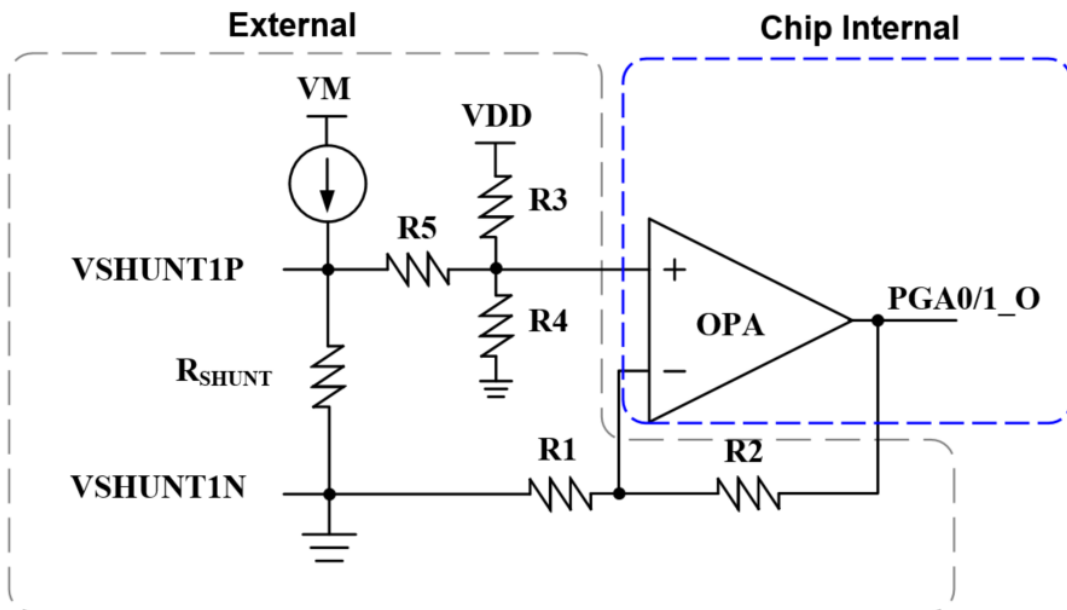 External
Chip Internal
VM
VDD
R3
R5
VSHUNT1P
+
OPA
PGA0/1_O
R4
RSHUNT
−
R1
R2
VSHUNT1N